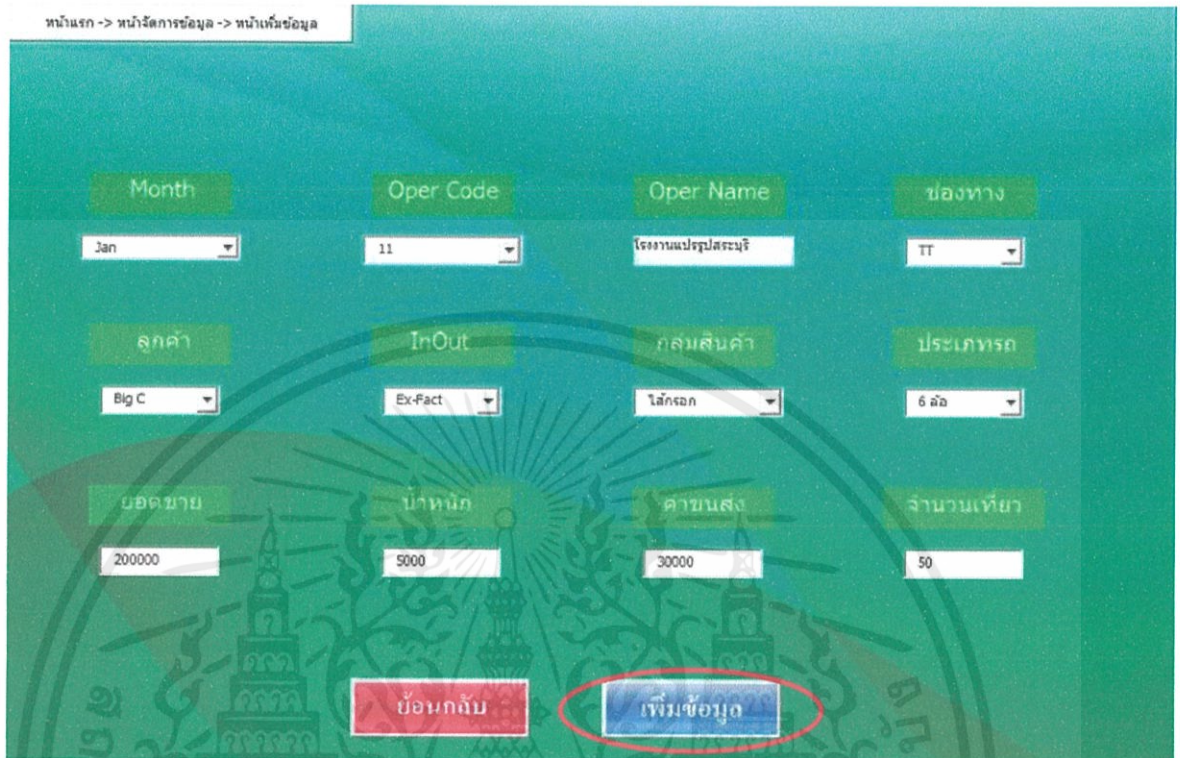 หน้าแรก -> หน้าจัดการข้อมูล -> หน้าเพิ่มข้อมูล
Month Oper Code Oper Name ช่องทาง
Jan 11 โรงงานแปรรูปสระบุรี TT
ลูกค้า InOut กลุ่มสินค้า ประเภทรถ
Big C Ex-Fact ไส้กรอก 6 ล้อ
ยอดขาย น้ำหนัก ค่าขนส่ง จำนวนเที่ยว
200000 5000 30000 50
ย้อนกลับ เพิ่มข้อมูล